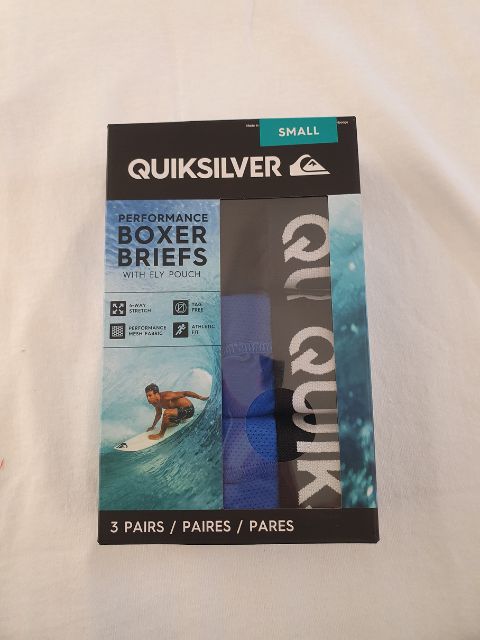 SMALL
QUIKSILVER
PERFORMANCE
BOXER
BRIEFS
WITH FLY POUCH
4-WAY
STRETCH
TAG
FREE
PERFORMANCE
MESH FABRIC
ATHLETIC
FIT
QUI
QUIK
3 PAIRS / PAIRES / PARES